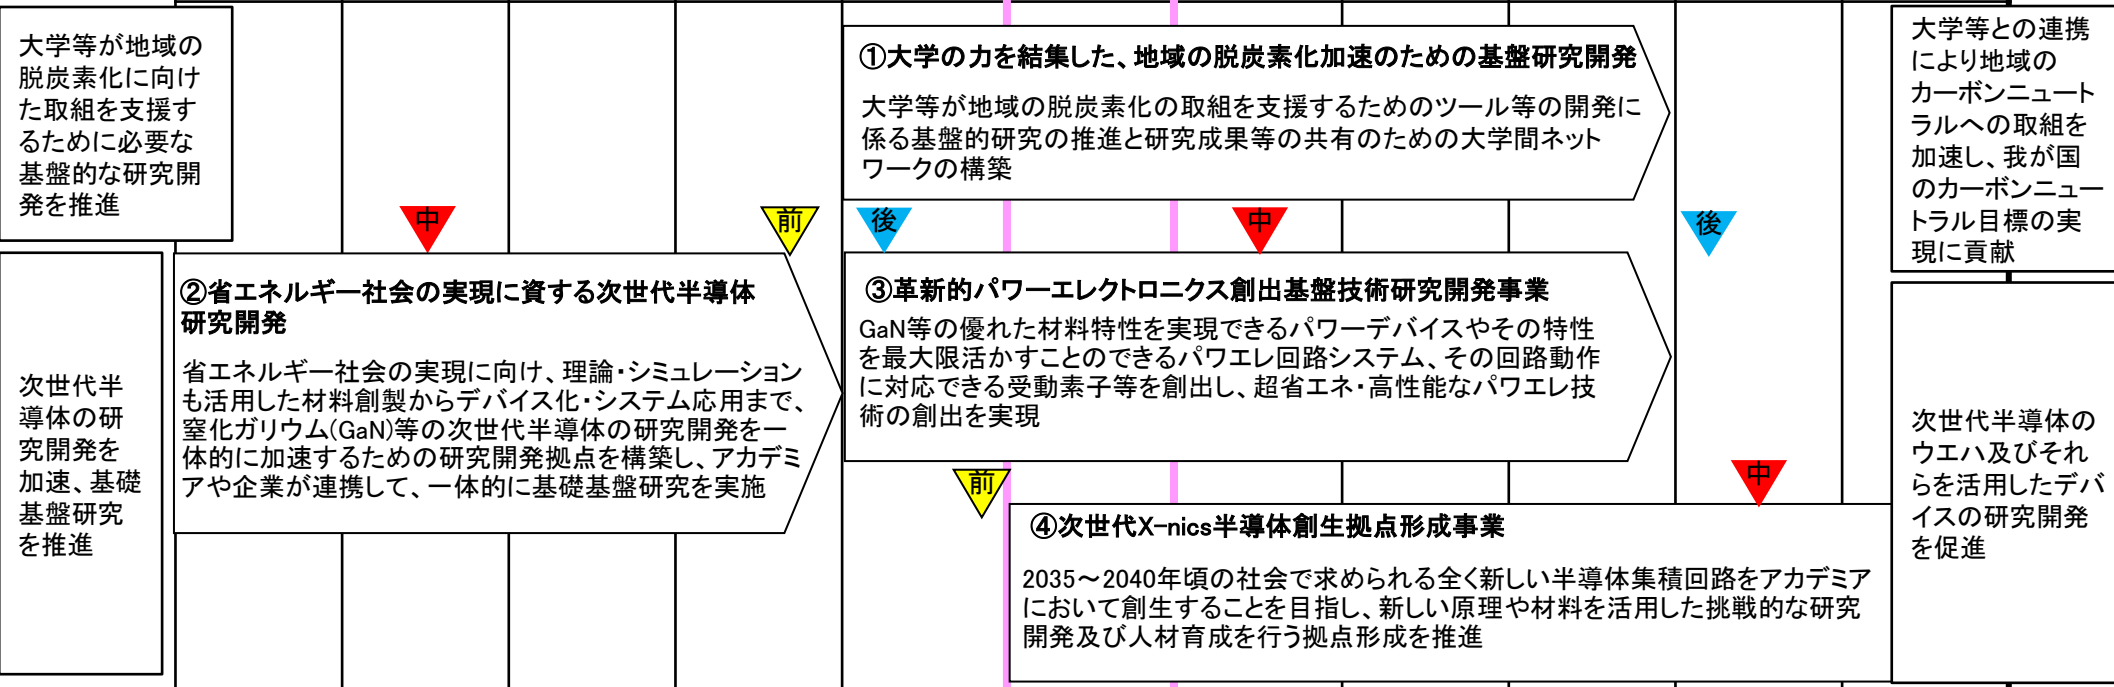 大学等が地域の
脱炭素化に向け
た取組を支援す
るために必要な
基盤的な研究開
発を推進
①大学の力を結集した、地域の脱炭素化加速のための基盤研究開発
大学等が地域の脱炭素化の取組を支援するためのツール等の開発に
係る基盤的研究の推進と研究成果等の共有のための大学間ネット
ワークの構築
大学等との連携
により地域の
カーボンニュート
ラルへの取組を
加速し、我が国
のカーボンニュー
トラル目標の実
現に貢献
中
前
後
中
後
次世代半
導体の研
究開発を
加速、基礎
基盤研究
を推進
②省エネルギー社会の実現に資する次世代半導体
研究開発
省エネルギー社会の実現に向け、理論・シミュレーション
も活用した材料創製からデバイス化・システム応用まで、
窒化ガリウム(GaN)等の次世代半導体の研究開発を一
体的に加速するための研究開発拠点を構築し、アカデミ
アや企業が連携して、一体的に基礎基盤研究を実施
③革新的パワーエレクトロニクス創出基盤技術研究開発事業
GaN等の優れた材料特性を実現できるパワーデバイスやその特性
を最大限活かすことのできるパワエレ回路システム、その回路動作
に対応できる受動素子等を創出し、超省エネ・高性能なパワエレ技
術の創出を実現
前
中
④次世代X-nics半導体創生拠点形成事業
2035～2040年頃の社会で求められる全く新しい半導体集積回路をアカデミア
において創生することを目指し、新しい原理や材料を活用した挑戦的な研究
開発及び人材育成を行う拠点形成を推進
次世代半導体の
ウエハ及びそれ
らを活用したデバ
イスの研究開発
を促進